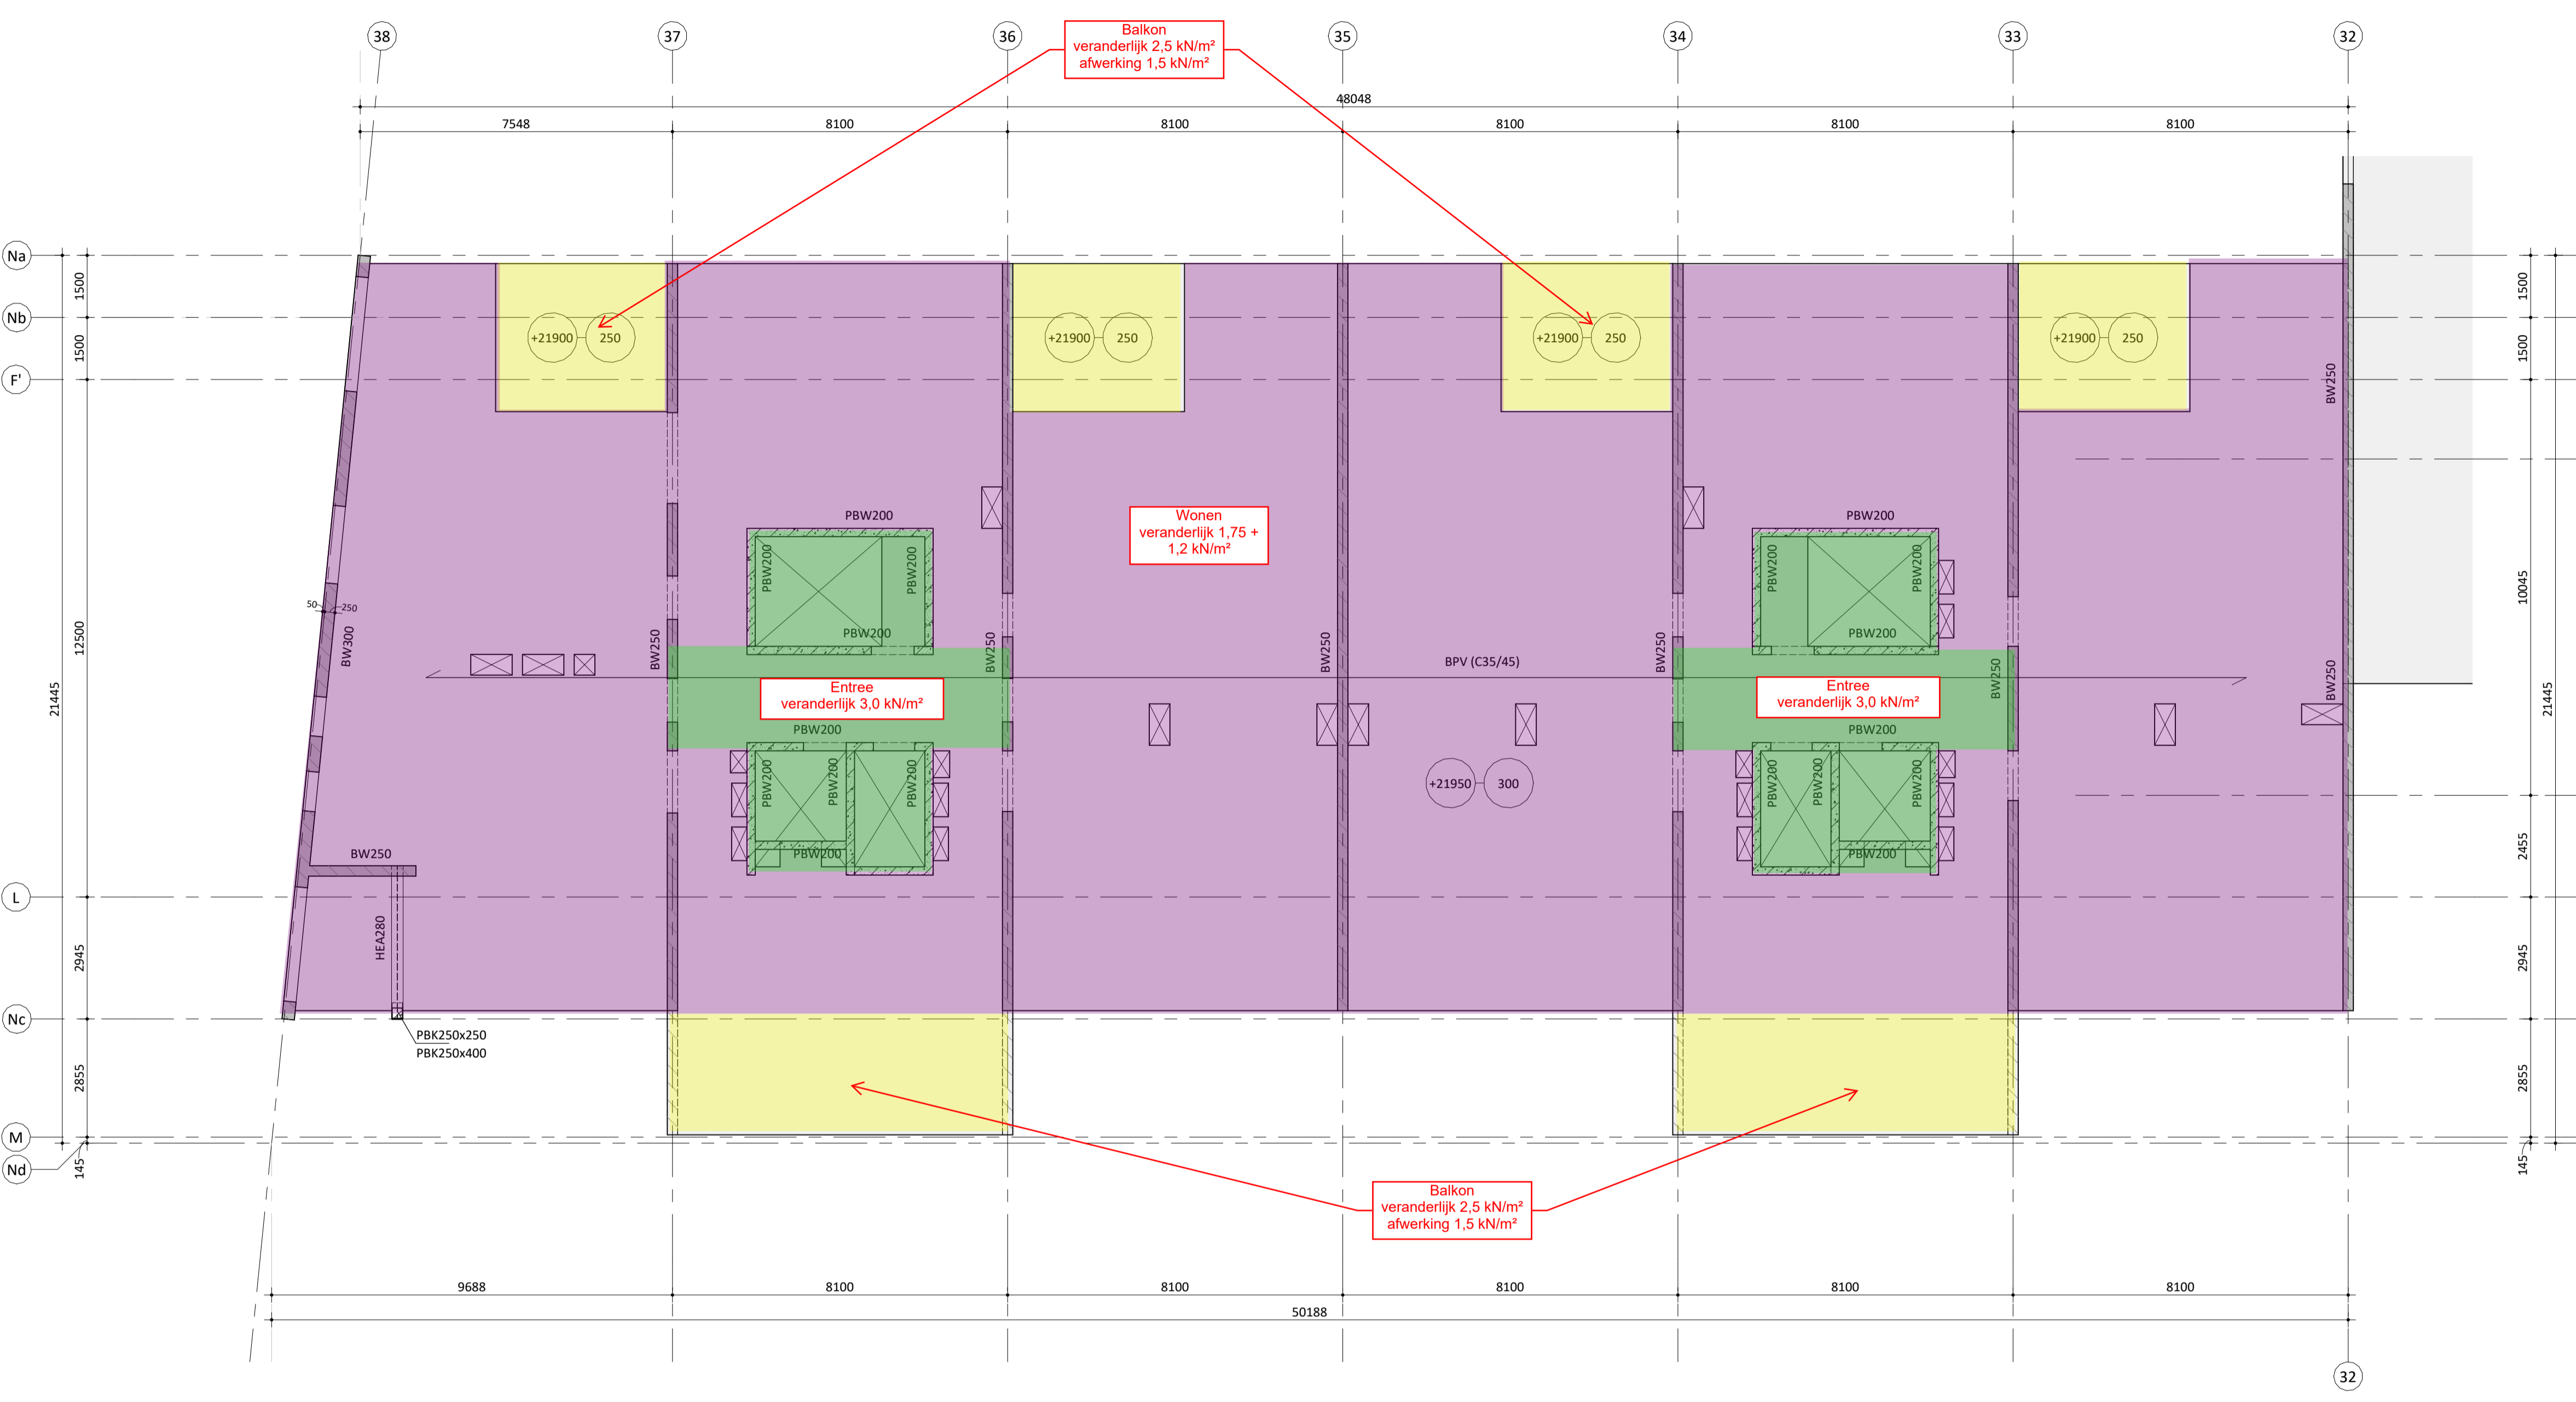 38
37
36
35
34
33
32
Balkon
veranderlijk 2,5 kN/m²
afwerking 1,5 kN/m²
48048
7548
8100
8100
8100
8100
8100
Na
Nb
F'
L
Nc
M
Nd
1500
1500
12500
2945
2855
145
21445
1500
1500
10045
2455
2945
2855
145
21445
+21900
250
+21900
250
+21900
250
+21900
250
BW250
PBW200
PBW200
PBW200
PBW200
Wonen
veranderlijk 1,75 +
1,2 kN/m²
PBW200
PBW200
PBW200
PBW200
50
250
BW300
BW250
BW250
BW250
BW250
BW250
BW250
BPV (C35/45)
Entree
veranderlijk 3,0 kN/m²
Entree
veranderlijk 3,0 kN/m²
PBW200
PBW200
PBW200
PBW200
PBW200
PBW200
PBW200
PBW200
PBW200
PBW200
+21950
300
BW250
HEA280
PBK250x250
PBK250x400
Balkon
veranderlijk 2,5 kN/m²
afwerking 1,5 kN/m²
9688
8100
8100
8100
8100
8100
50188
32